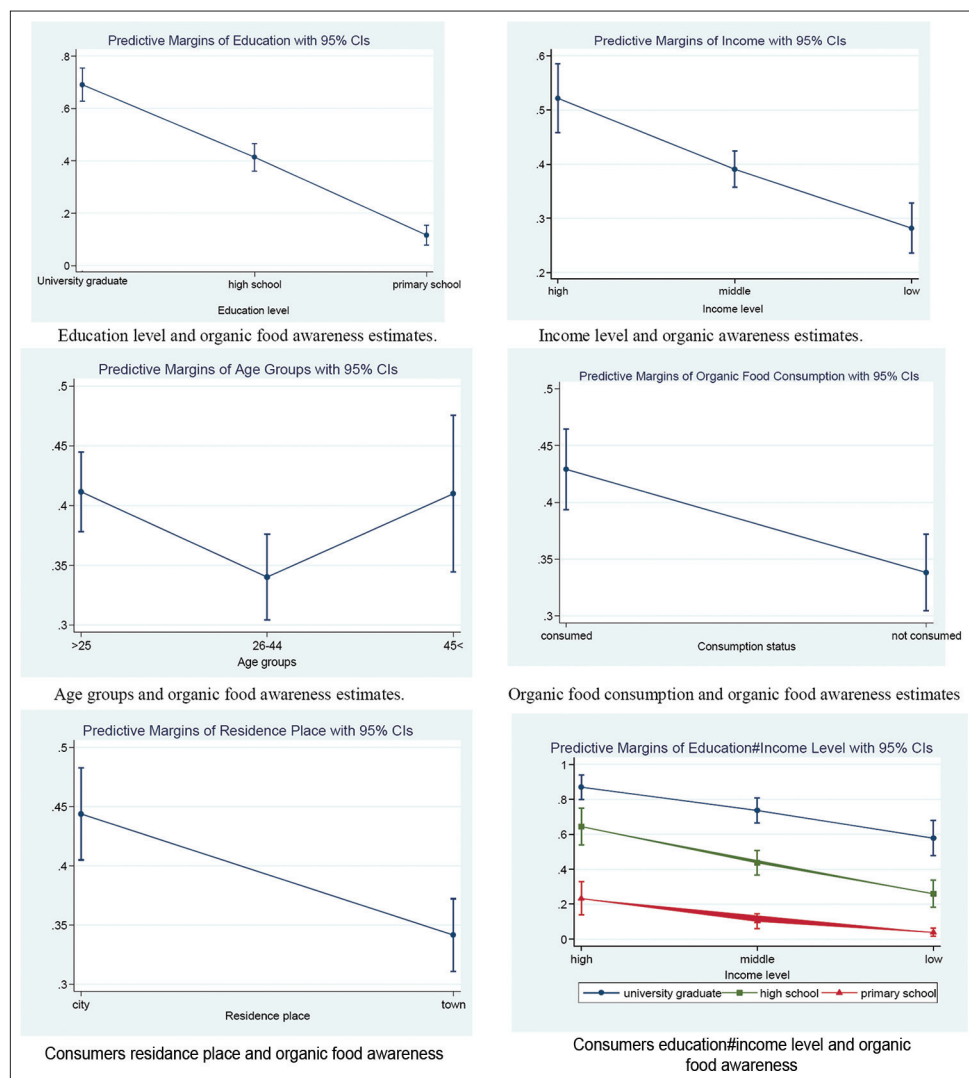 Predictive Margins of Education with 95% CIs
.8
.6
.4
.2
0
University graduate
high school
primary school
Education level
Education level and organic food awareness estimates.
Predictive Margins of Income with 95% CIs
.6
.5
.4
.3
.2
high
middle
low
Income level
Income level and organic awareness estimates.
Predictive Margins of Age Groups with 95% CIs
.5
.45
.4
.35
.3
>25
26-44
45<
Age groups
Age groups and organic food awareness estimates.
Predictive Margins of Organic Food Consumption with 95% CIs
.5
.45
.4
.35
.3
consumed
not consumed
Consumption status
Organic food consumption and organic food awareness estimates
Predictive Margins of Residence Place with 95% CIs
.5
.45
.4
.35
.3
city
town
Residence place
Consumers residance place and organic food awareness
Predictive Margins of Education#Income Level with 95% CIs
1
.8
.6
.4
.2
0
high
middle
low
Income level
university graduate
high school
primary school
Consumers education#income level and organic
food awareness